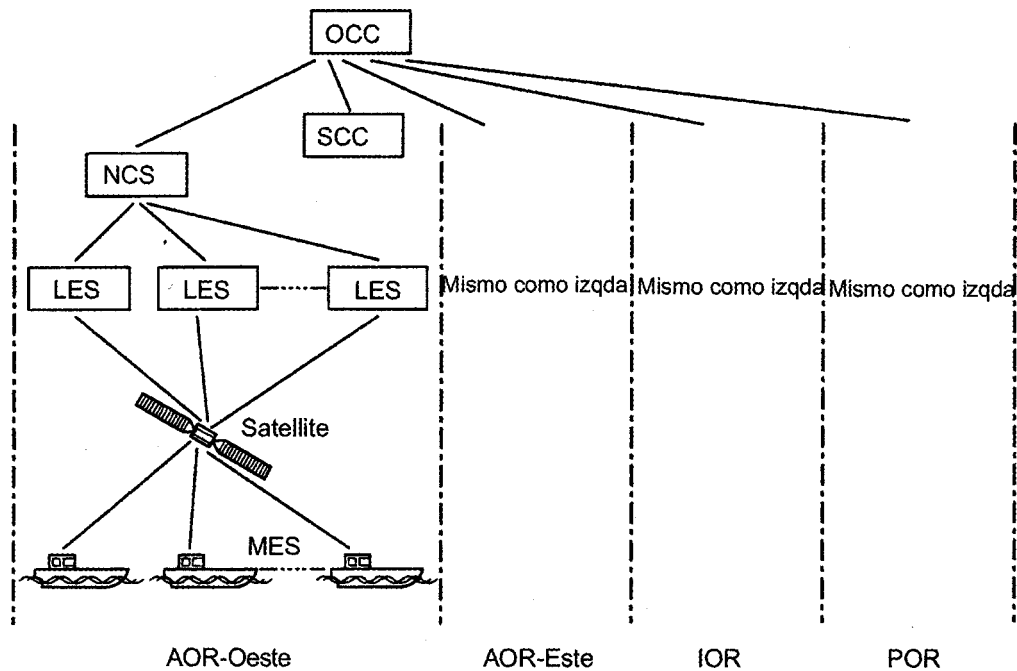 OCC
SCC
NCS
LES
LES
LES
Mismo como izqda
Mismo como izqda
Mismo como izqda
Satellite
MES
AOR-Oeste
AOR-Este
IOR
POR